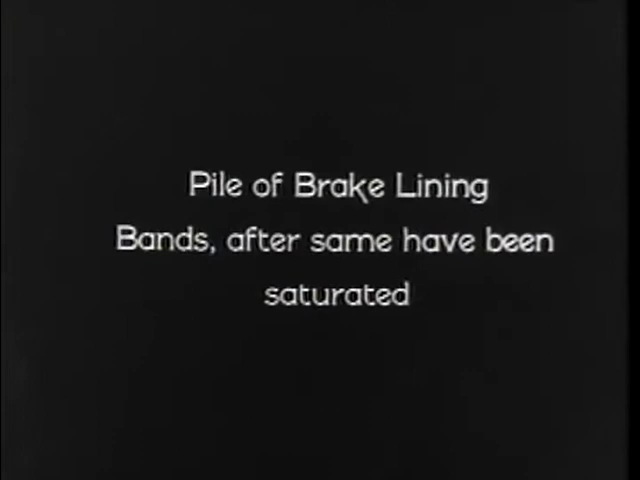 Pile of Brake Lining
Bands, after same have been
saturated